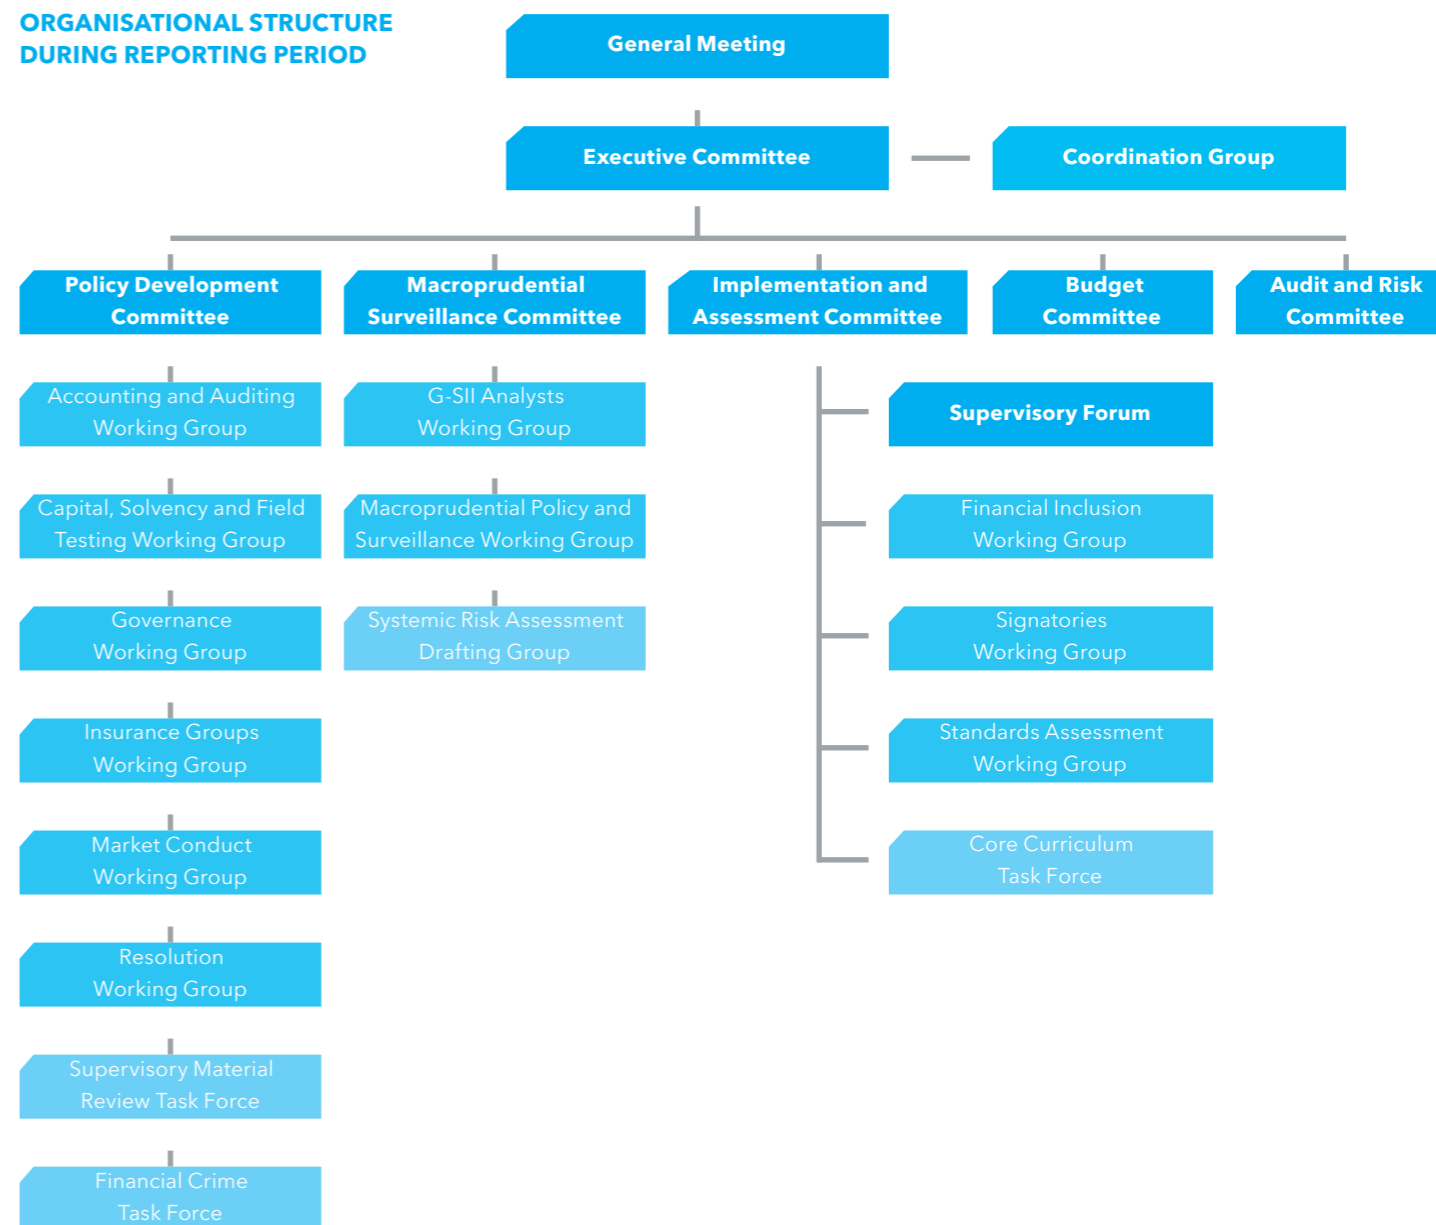 ORGANISATIONAL STRUCTURE
DURING REPORTING PERIOD
General Meeting
Executive Committee
Coordination Group
Policy Development
Committee
Macroprudential
Surveillance Committee
Implementation and
Assessment Committee
Budget
Committee
Audit and Risk
Committee
Accounting and Auditing
Working Group
Capital, Solvency and Field
Testing Working Group
Governance
Working Group
Insurance Groups
Working Group
Market Conduct
Working Group
Resolution
Working Group
Supervisory Material
Review Task Force
Financial Crime
Task Force
G-SII Analysts
Working Group
Macroprudential Policy and
Surveillance Working Group
Systemic Risk Assessment
Drafting Group
Supervisory Forum
Financial Inclusion
Working Group
Signatories
Working Group
Standards Assessment
Working Group
Core Curriculum
Task Force